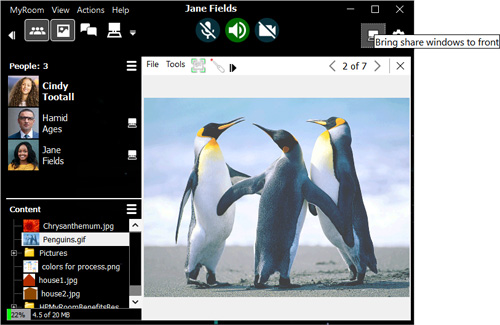 Jane Fields
MyRoom View Actions Help
Bring share windows to front
People: 3
Cindy
Tootall
Hamid
Ages
Jane
Fields
File Tools
2 of 7
Content
Chrysanthemum.jpg
Penguins.gif
Pictures
colors for process.png
house1.jpg
house2.jpg
HPMyRoomBenefitsRes
22% 4.5 of 20 MB